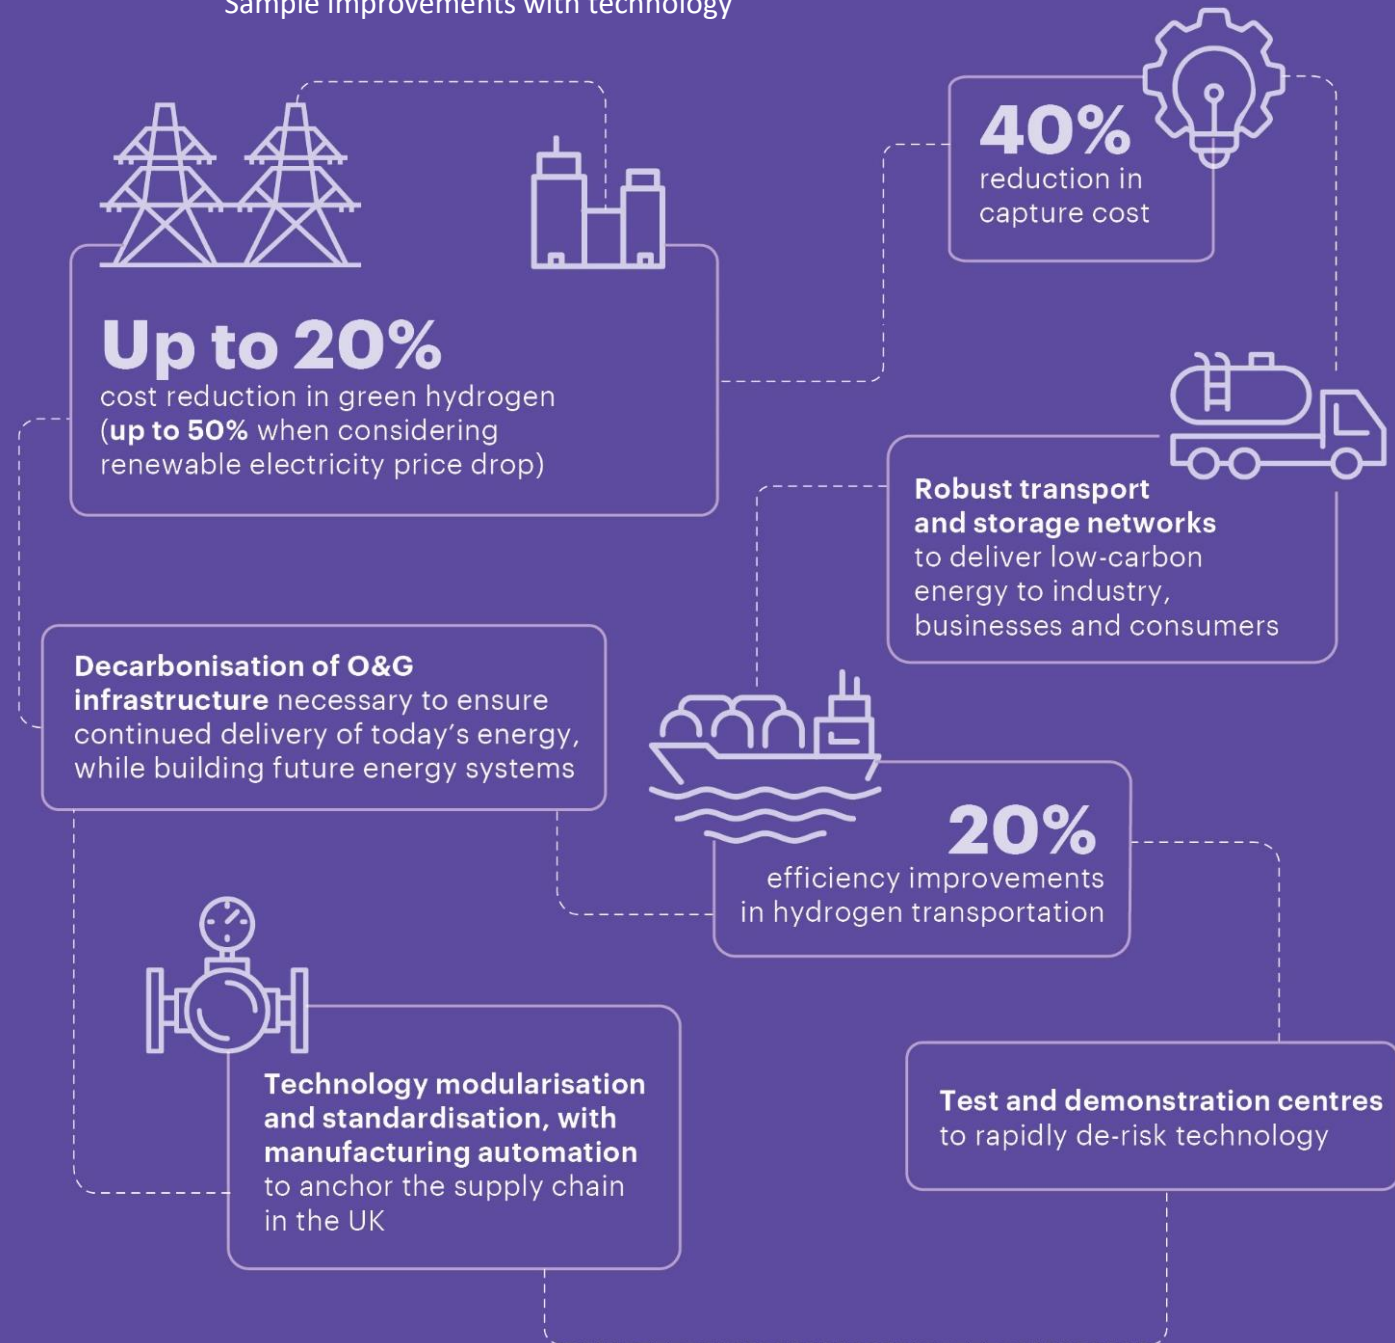 Sample improvements with technology
40%
reduction in
capture cost
Up to 20%
cost reduction in green hydrogen
(up to 50% when considering
renewable electricity price drop)
Robust transport
and storage networks
to deliver low-carbon
energy to industry,
businesses and consumers
Decarbonisation of O&G
infrastructure necessary to ensure
continued delivery of today’s energy,
while building future energy systems
20%
efficiency improvements
in hydrogen transportation
Technology modularisation
and standardisation, with
manufacturing automation
to anchor the supply chain
in the UK
Test and demonstration centres
to rapidly de-risk technology